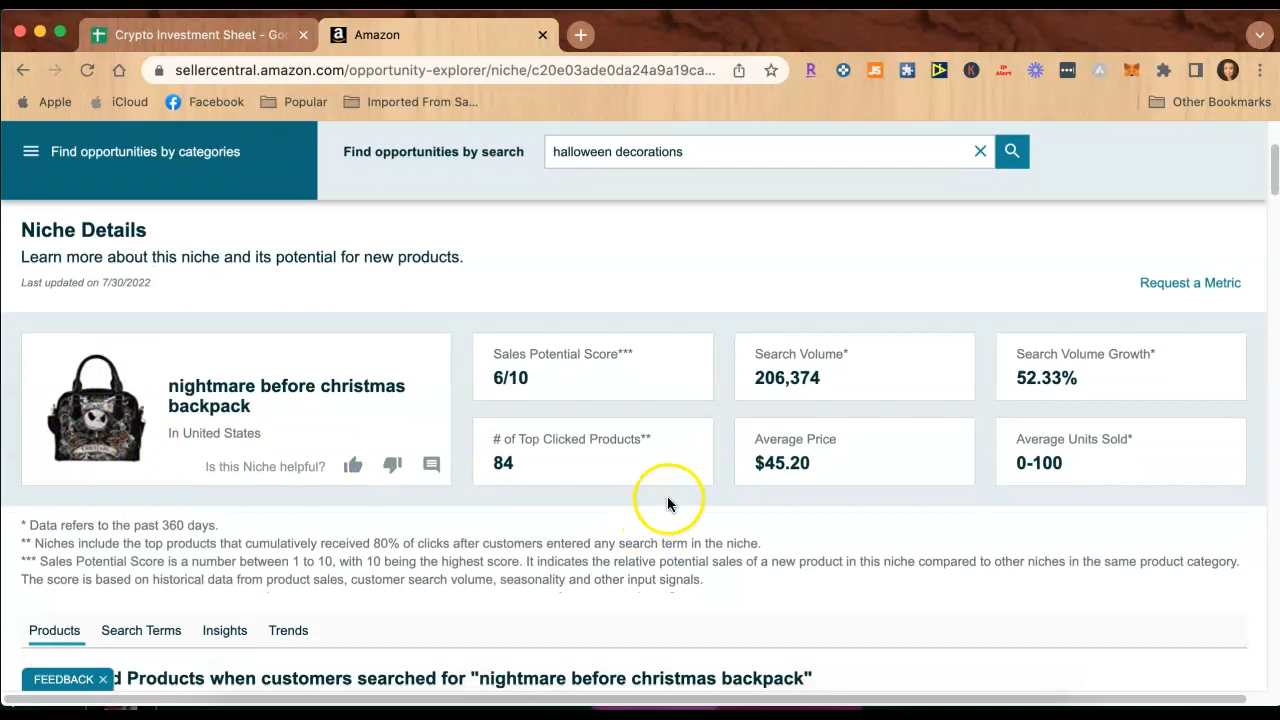 Crypto Investment Sheet - Goo
Amazon
sellercentral.amazon.com/opportunity-explorer/niche/c20e03ade0da24a9a19ca...
Apple
iCloud
Facebook
Popular
Imported From Sa...
Other Bookmarks
Find opportunities by categories
Find opportunities by search
halloween decorations
Niche Details
Learn more about this niche and its potential for new products.
Last updated on 7/30/2022
Request a Metric
nightmare before christmas
backpack
In United States
Is this Niche helpful?
Sales Potential Score***
6/10
Search Volume*
206,374
Search Volume Growth*
52.33%
# of Top Clicked Products**
84
Average Price
$45.20
Average Units Sold*
0-100
* Data refers to the past 360 days.
** Niches include the top products that cumulatively received 80% of clicks after customers entered any search term in the niche.
*** Sales Potential Score is a number between 1 to 10, with 10 being the highest score. It indicates the relative potential sales of a new product in this niche compared to other niches in the same product category.
The score is based on historical data from product sales, customer search volume, seasonality and other input signals.
Products
Search Terms
Insights
Trends
FEEDBACK
d Products when customers searched for "nightmare before christmas backpack"